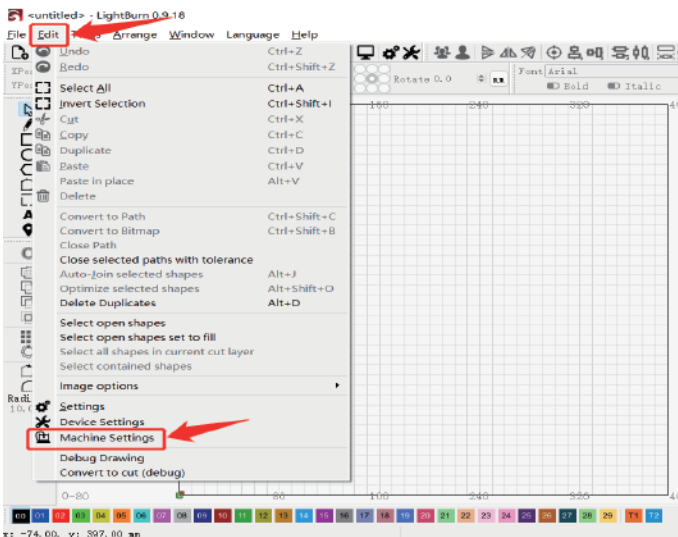 <untitled> - LightBurn 0.9.18
File Edit Arrange Window Language Help
Undo Ctrl+Z
Redo Ctrl+Shift+Z
Select All Ctrl+A
Invert Selection Ctrl+Shift+I
Cut Ctrl+X
Copy Ctrl+C
Duplicate Ctrl+D
Paste Ctrl+V
Paste in place Alt+V
Delete
Convert to Path Ctrl+Shift+C
Convert to Bitmap Ctrl+Shift+B
Close Path
Close selected paths with tolerance
Auto-Join selected shapes Alt+J
Optimize selected shapes Alt+Shift+O
Delete Duplicates Alt+D
Select open shapes
Select open shapes set to fill
Select all shapes in current cut layer
Select contained shapes
Image options
Settings
Device Settings
Machine Settings
Debug Drawing
Convert to cut (debug)
Rotate 0.0
Font Arial
Bold Italic
160 240 320
0-80 80 160 240 320
00 01 02 03 04 05 06 07 08 09 10 11 12 13 14 15 16 17 18 19 20 21 22 23 24 25 26 27 28 29 T1 T2
x: -74.00, y: 397.00 mm